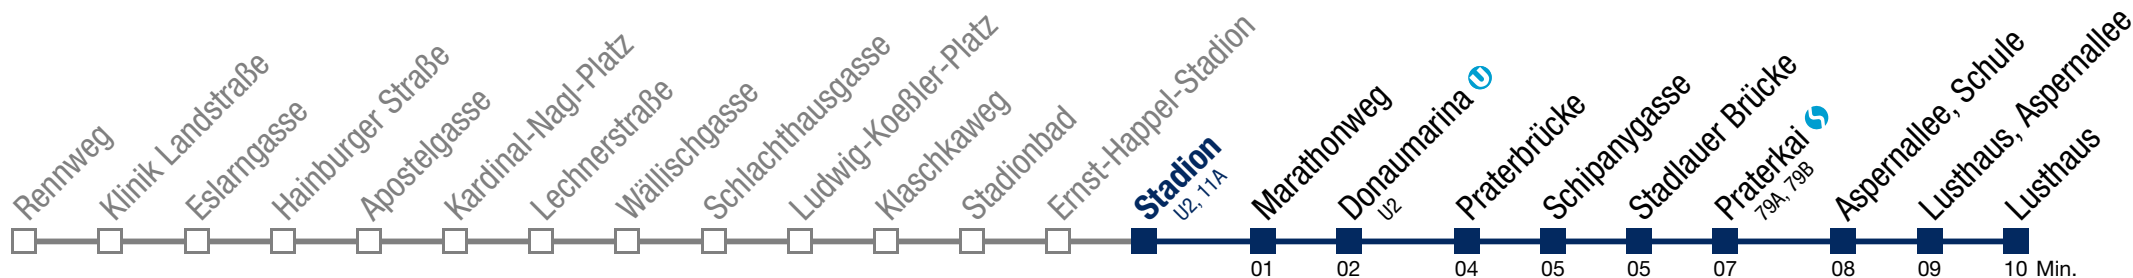 Rennweg
Klinik Landstraße
Eslarngasse
Hainburger Straße
Apostelgasse
Kardinal-Nagl-Platz
Lechnerstraße
Wällischgasse
Schlachthausgasse
Ludwig-Koeßler-Platz
Klaschkaweg
Stadionbad
Ernst-Happel-Stadion
Stadion
U2, 11A
Marathonweg
Donaumarina U
U2
Praterbrücke
Schipanygasse
Stadlauer Brücke
Praterkai S
79A, 79B
Aspernallee, Schule
Lusthaus, Aspernallee
Lusthaus
01 02 04 05 05 07 08 09 10 Min.